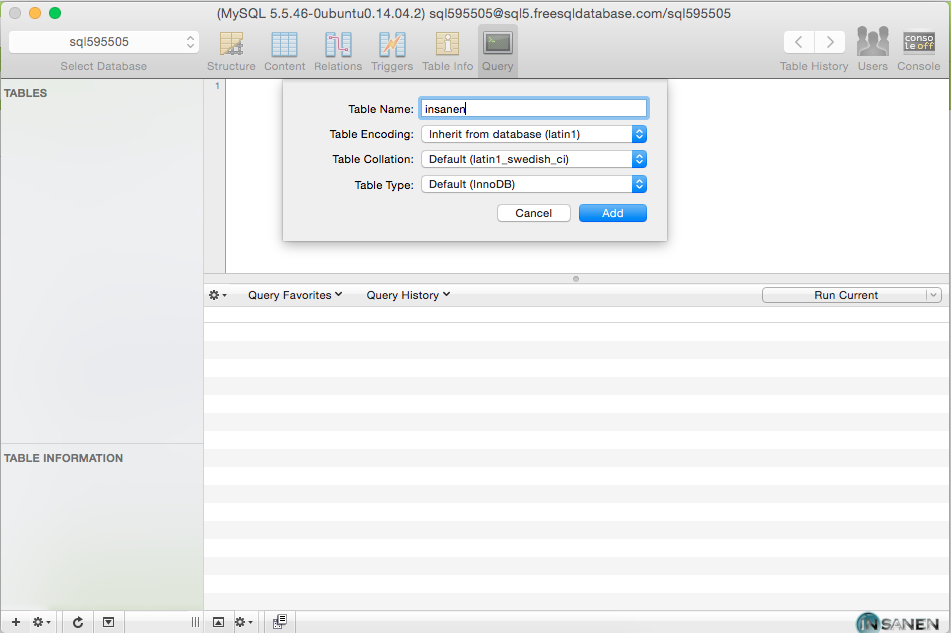 (MySQL 5.5.46-0ubuntu0.14.04.2) sql595505@sql5.freesqldatabase.com/sql595505
sql595505
Select Database
Structure
Content
Relations
Triggers
Table Info
Query
Table History
Users
conso
le off
Console
TABLES
1
Table Name: insanen
Table Encoding: Inherit from database (latin1)
Table Collation: Default (latin1_swedish_ci)
Table Type: Default (InnoDB)
Cancel
Add
Query Favorites
Query History
Run Current
TABLE INFORMATION
INSANEN